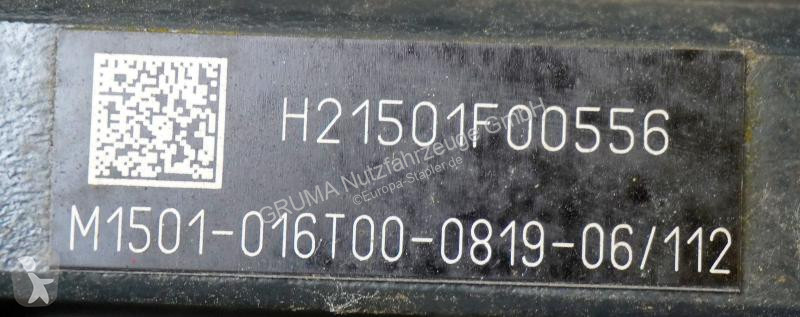 H21501F00556
GRUMA Nutzfahrzeuge GmbH
©Europa-Stapler.de
M1501-016T00-0819-06/112